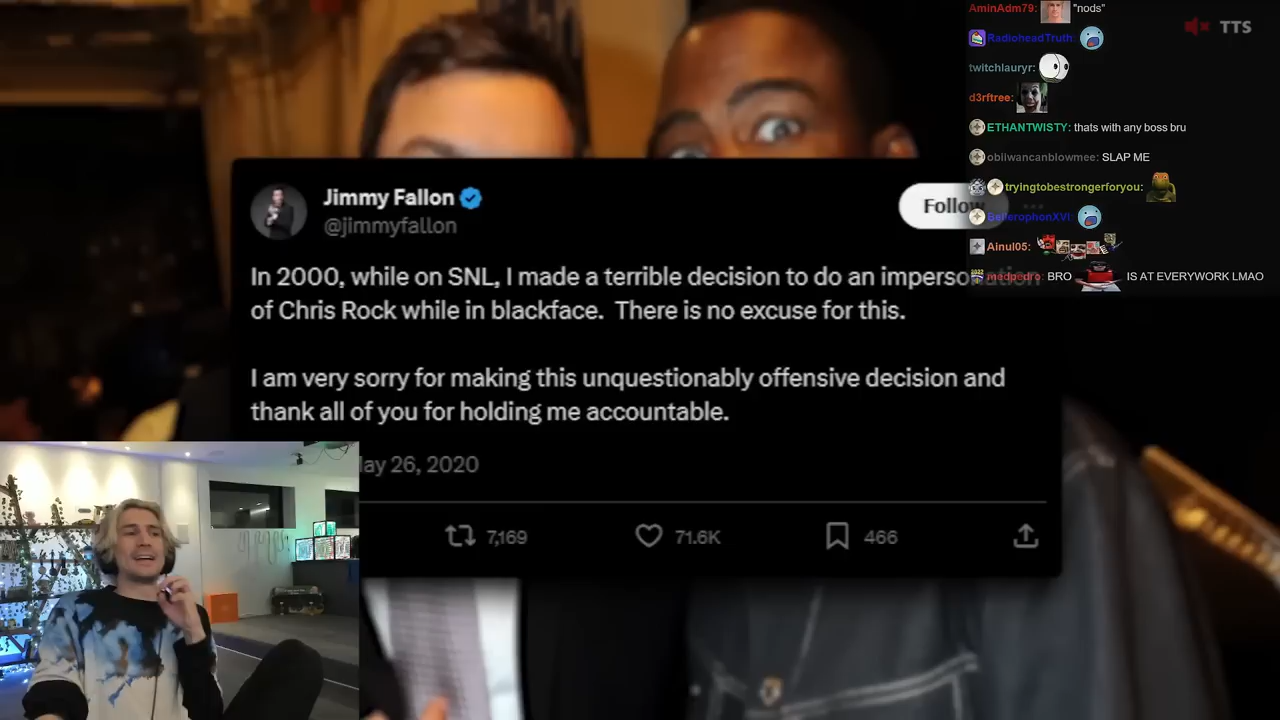 AminAdm79: "nods"
TTS
RadioheadTruth:
twitchlauryr:
d3rftree:
ETHANTWISTY: thats with any boss bru
obiiwancanblowmee: SLAP ME
tryingtobestrongerforyou:
BellerophonXVI:
Ainul05:
medpedro: BRO IS AT EVERYWORK LMAO
Jimmy Fallon
@jimmyfallon
Follow
In 2000, while on SNL, I made a terrible decision to do an impersonation
of Chris Rock while in blackface. There is no excuse for this.
I am very sorry for making this unquestionably offensive decision and
thank all of you for holding me accountable.
ay 26, 2020
7,169
71.6K
466